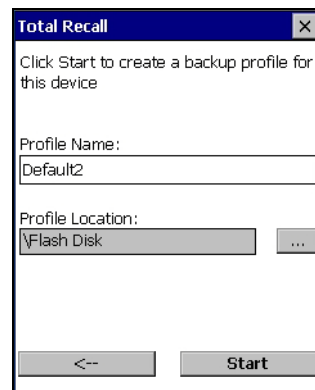 Total Recall
Click Start to create a backup profile for
this device
Profile Name:
Default2
Profile Location:
\Flash Disk
...
<-- Start